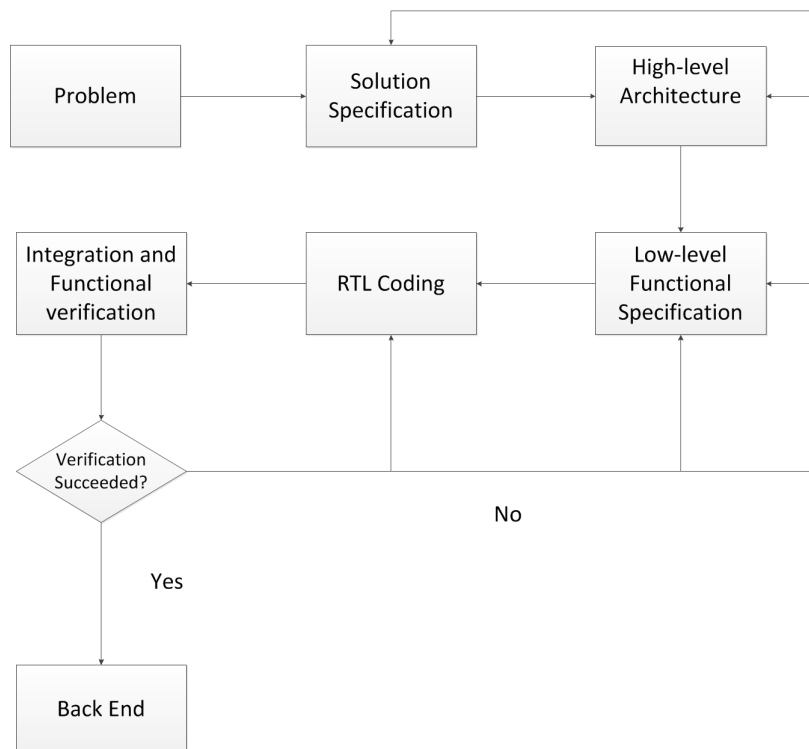 Problem
Solution
Specification
High-level
Architecture
Integration and
Functional
verification
RTL Coding
Low-level
Functional
Specification
Verification
Succeeded?
No
Yes
Back End